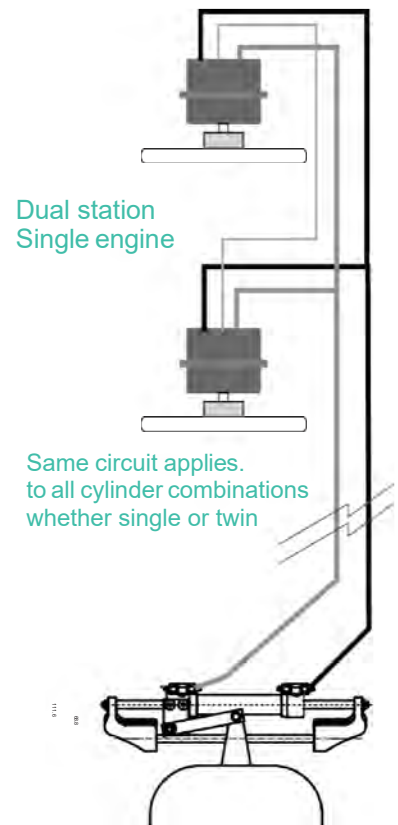 Dual station
Single engine
Same circuit applies.
to all cylinder combinations
whether single or twin